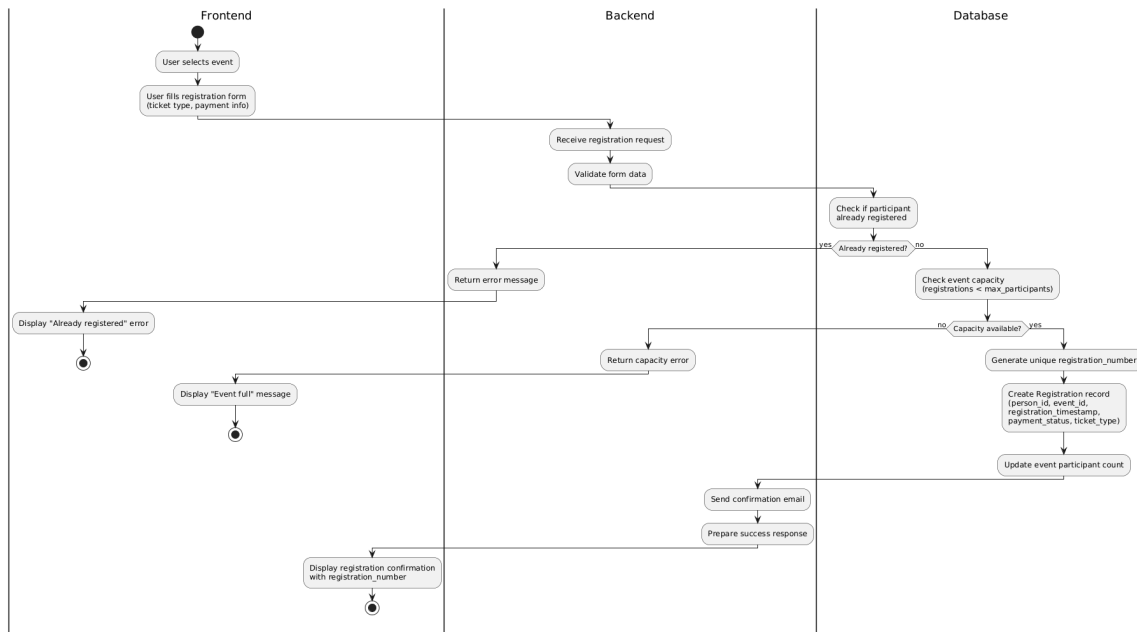 Frontend
Backend
Database
User selects event
User fills registration form
(ticket type, payment info)
Receive registration request
Validate form data
Check if participant
already registered
yes
Already registered?
no
Return error message
Check event capacity
(registrations < max_participants)
Display "Already registered" error
no
Capacity available?
yes
Return capacity error
Generate unique registration_number
Display "Event full" message
Create Registration record
(person_id, event_id,
registration_timestamp,
payment_status, ticket_type)
Update event participant count
Send confirmation email
Prepare success response
Display registration confirmation
with registration_number